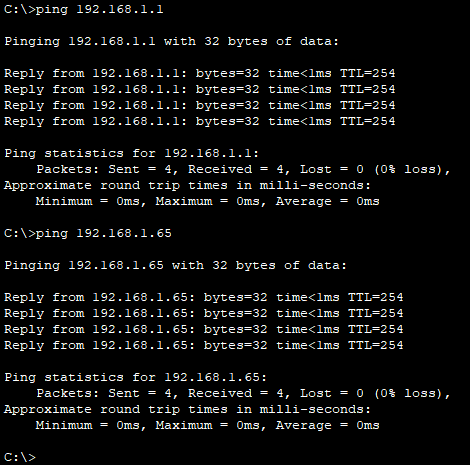 C:\>ping 192.168.1.1
Pinging 192.168.1.1 with 32 bytes of data:
Reply from 192.168.1.1: bytes=32 time<1ms TTL=254
Reply from 192.168.1.1: bytes=32 time<1ms TTL=254
Reply from 192.168.1.1: bytes=32 time<1ms TTL=254
Reply from 192.168.1.1: bytes=32 time<1ms TTL=254
Ping statistics for 192.168.1.1:
    Packets: Sent = 4, Received = 4, Lost = 0 (0% loss),
Approximate round trip times in milli-seconds:
    Minimum = 0ms, Maximum = 0ms, Average = 0ms
C:\>ping 192.168.1.65
Pinging 192.168.1.65 with 32 bytes of data:
Reply from 192.168.1.65: bytes=32 time<1ms TTL=254
Reply from 192.168.1.65: bytes=32 time<1ms TTL=254
Reply from 192.168.1.65: bytes=32 time<1ms TTL=254
Reply from 192.168.1.65: bytes=32 time<1ms TTL=254
Ping statistics for 192.168.1.65:
    Packets: Sent = 4, Received = 4, Lost = 0 (0% loss),
Approximate round trip times in milli-seconds:
    Minimum = 0ms, Maximum = 0ms, Average = 0ms
C:\>